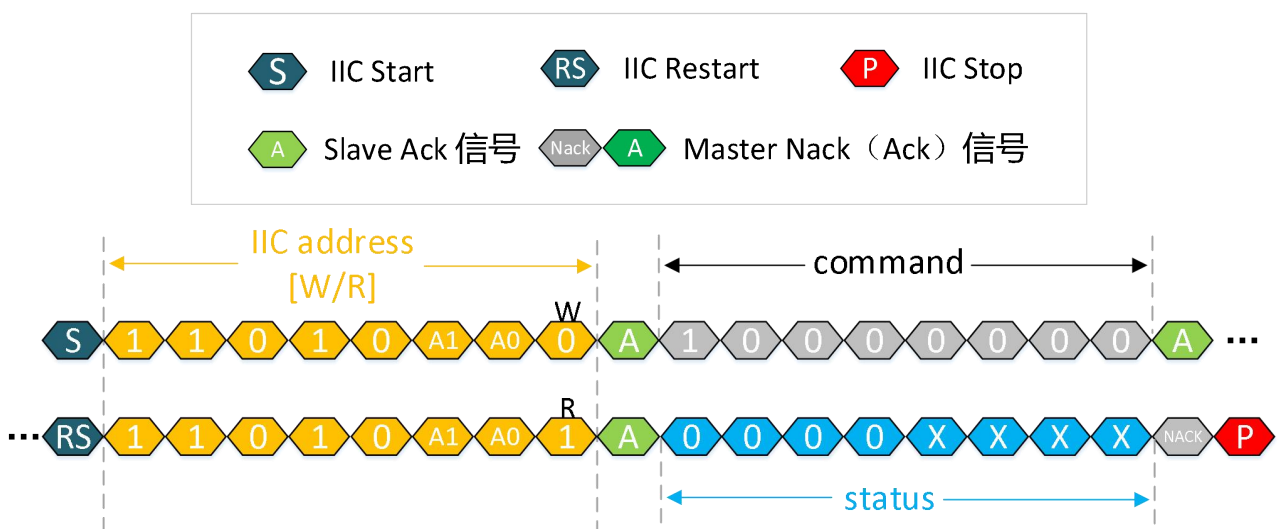 S IIC Start RS IIC Restart P IIC Stop
A Slave Ack 信号 Nack A Master Nack（Ack）信号
IIC address
[W/R]
command
W
S 1 1 0 1 0 A1 A0 0 A 1 0 0 0 0 0 0 0 A ...
R
... RS 1 1 0 1 0 A1 A0 1 A 0 0 0 0 X X X X NACK P
status